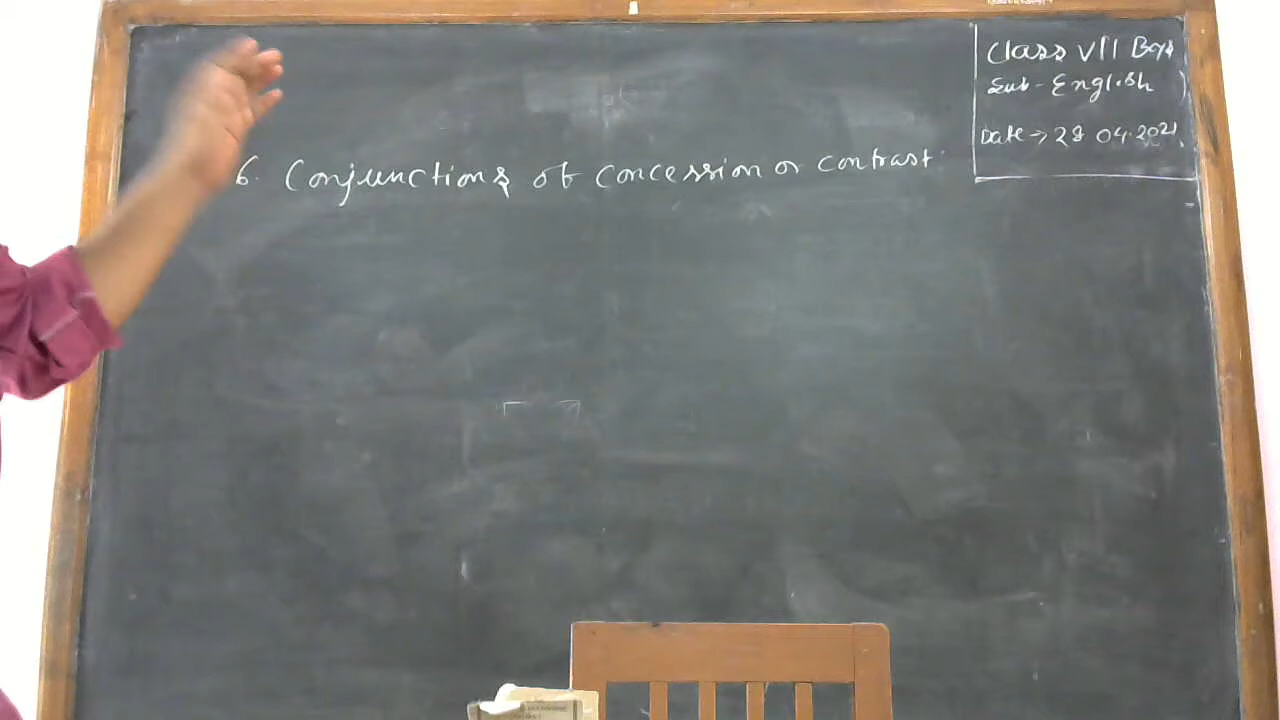 Class VII Boys
Sub - English
Date → 28 04.2021
6. Conjunctions of concession or contrast.